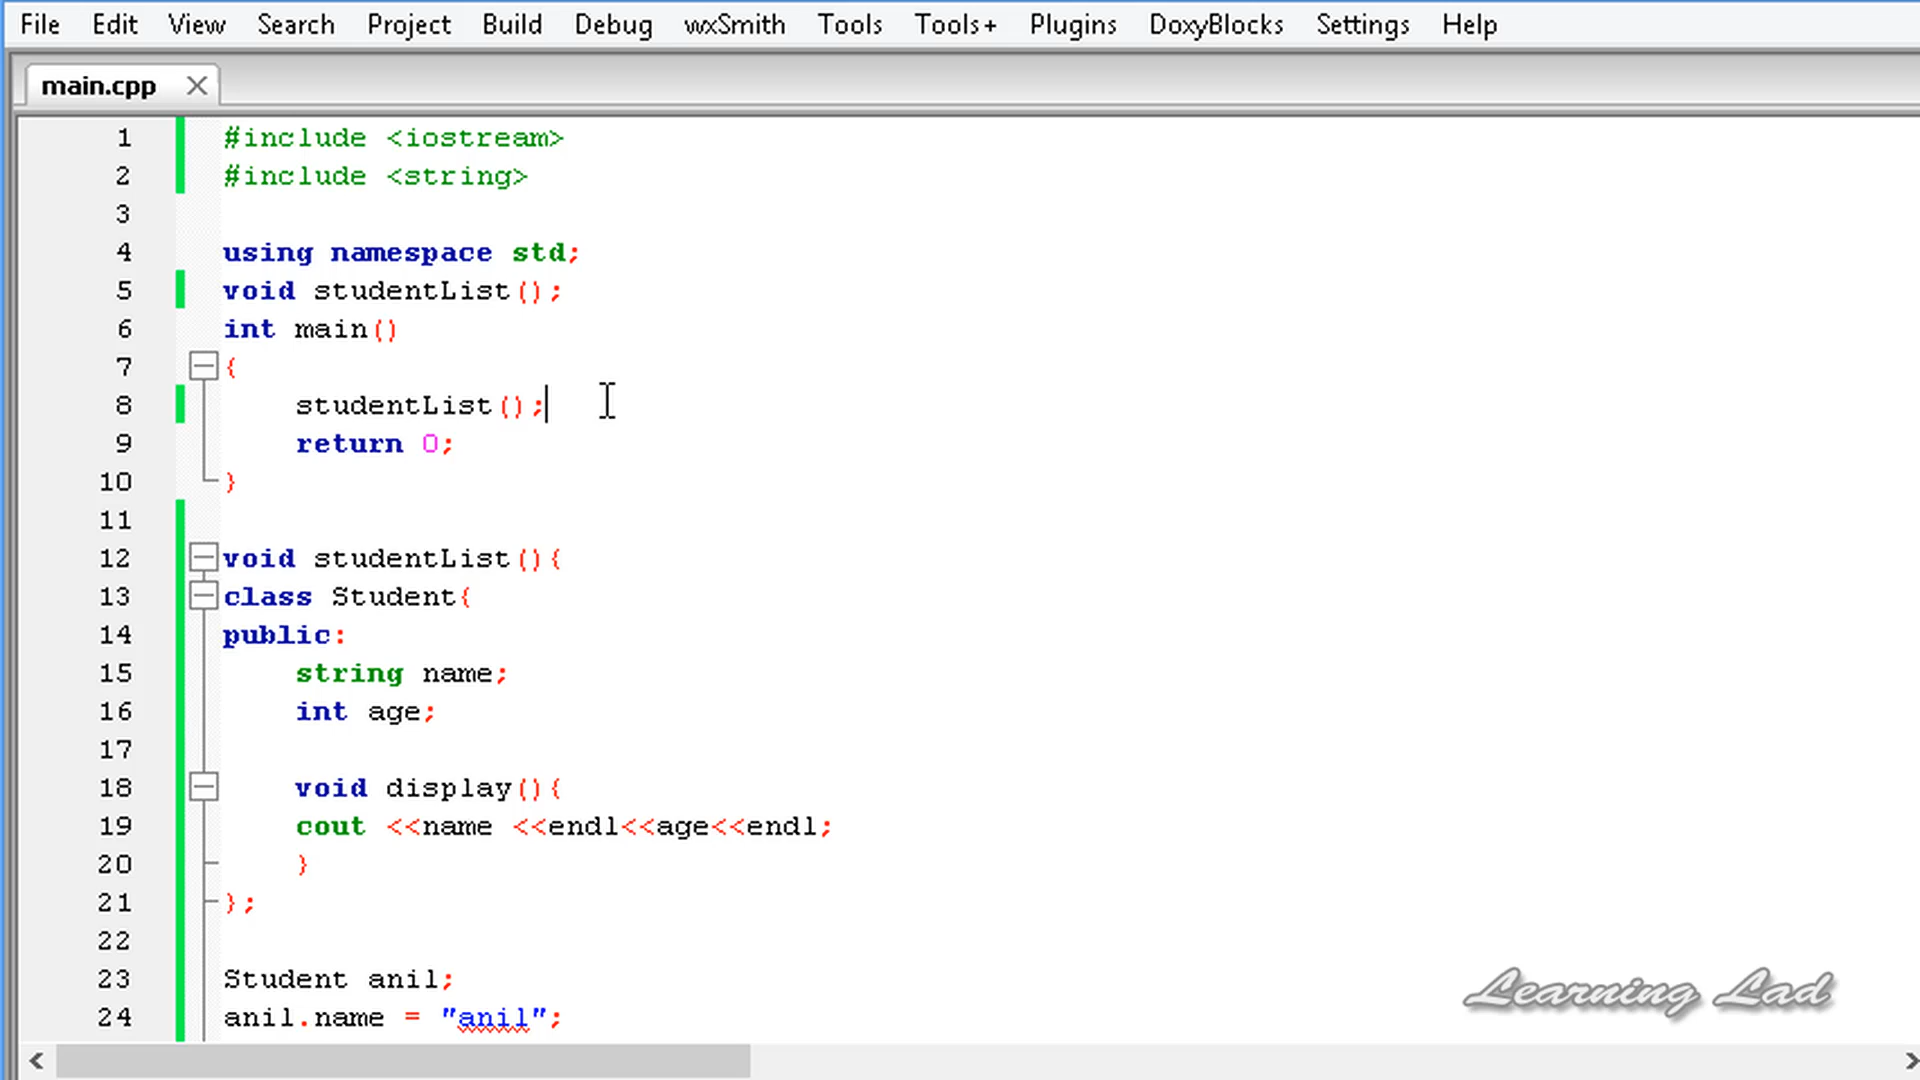 File Edit View Search Project Build Debug wxSmith Tools Tools+ Plugins DoxyBlocks Settings Help
main.cpp
1 #include <iostream>
2 #include <string>
3
4 using namespace std;
5 void studentList();
6 int main()
7 {
8 studentList();
9 return 0;
10 }
11
12 void studentList(){
13 class Student{
14 public:
15 string name;
16 int age;
17
18 void display(){
19 cout <<name <<endl<<age<<endl;
20 }
21 };
22
23 Student anil;
24 anil.name = "anil";
Learning Lad